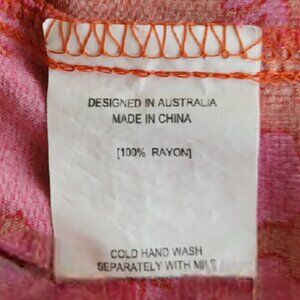 DESIGNED IN AUSTRALIA
MADE IN CHINA
[100% RAYON]
COLD HAND WASH
SEPARATELY WITH